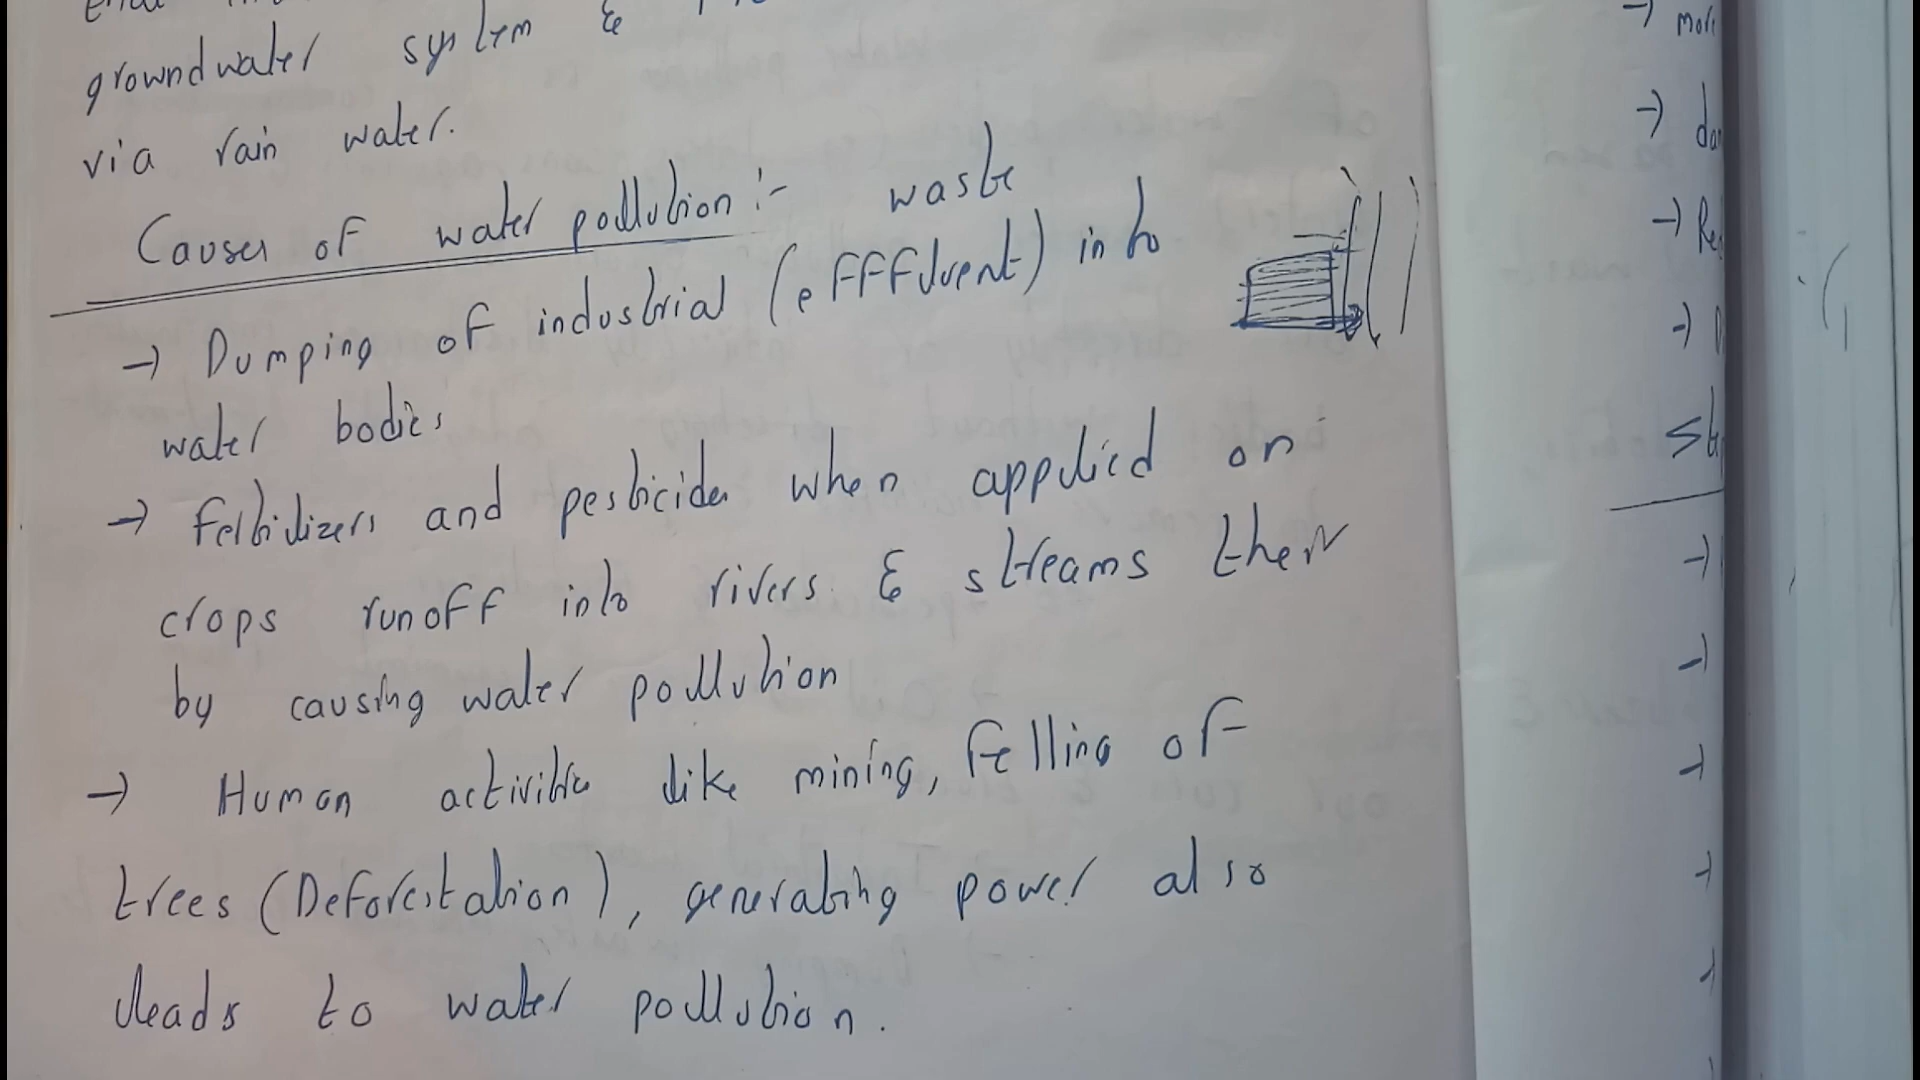 groundwater system &
via rain water.
Causes of water pollution :- waste
→ Dumping of industrial (efffluent) into
water bodies
→ fertilizers and pesticides when applied on
crops runoff into rivers & streams there
by causing water pollution
→ Human activities like mining, felling of
trees (Deforestation), generating power also
leads to water pollution.
→ 
→ 
→ 
→
→
→
→
→
→